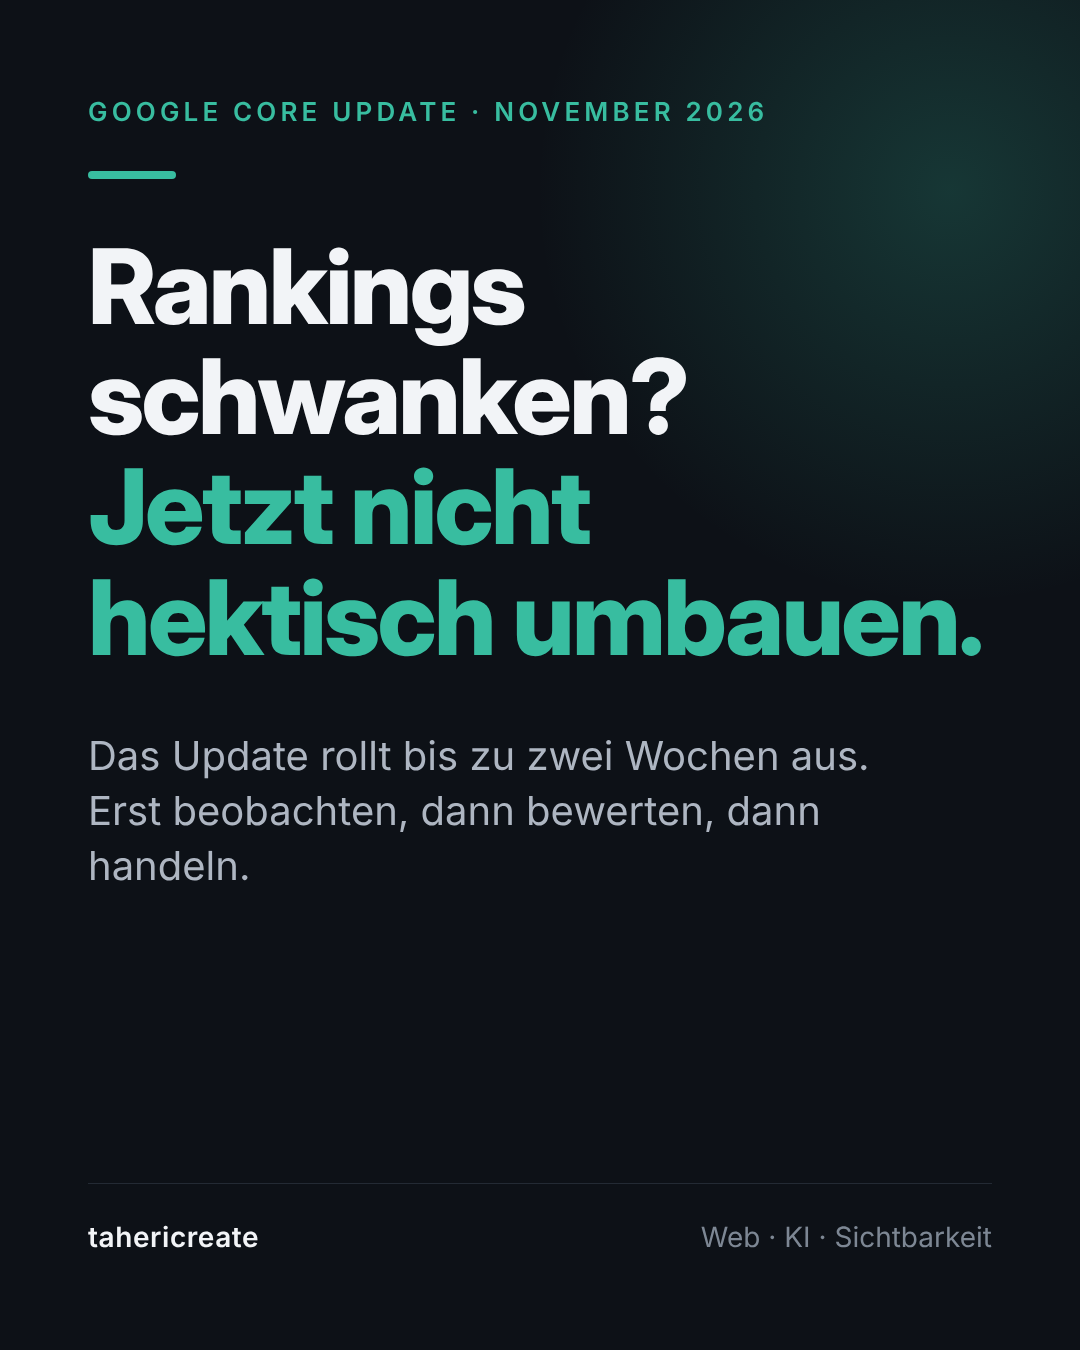 GOOGLE CORE UPDATE · NOVEMBER 2026
Rankings
schwanken?
Jetzt nicht
hektisch umbauen.
Das Update rollt bis zu zwei Wochen aus.
Erst beobachten, dann bewerten, dann
handeln.
tahericreate
Web · KI · Sichtbarkeit